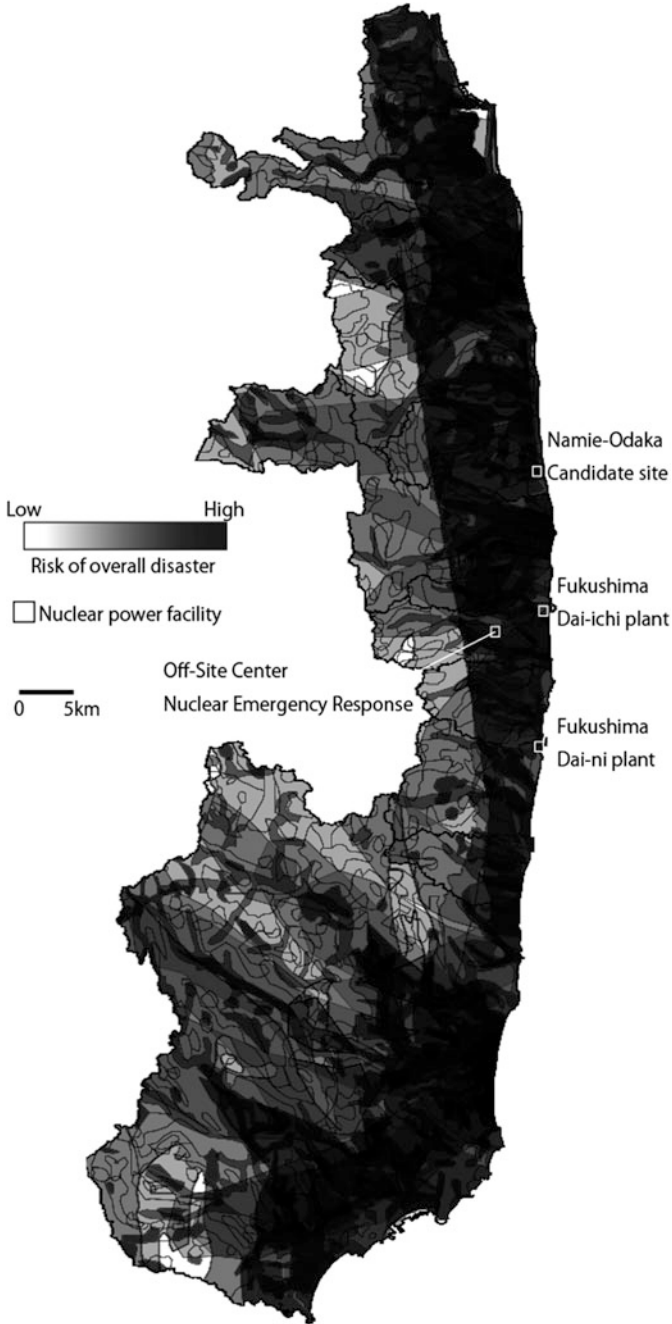 Namie-Odaka
Candidate site
Low High
Risk of overall disaster
Fukushima
Dai-ichi plant
Nuclear power facility
Off-Site Center
Nuclear Emergency Response
0 5km
Fukushima
Dai-ni plant